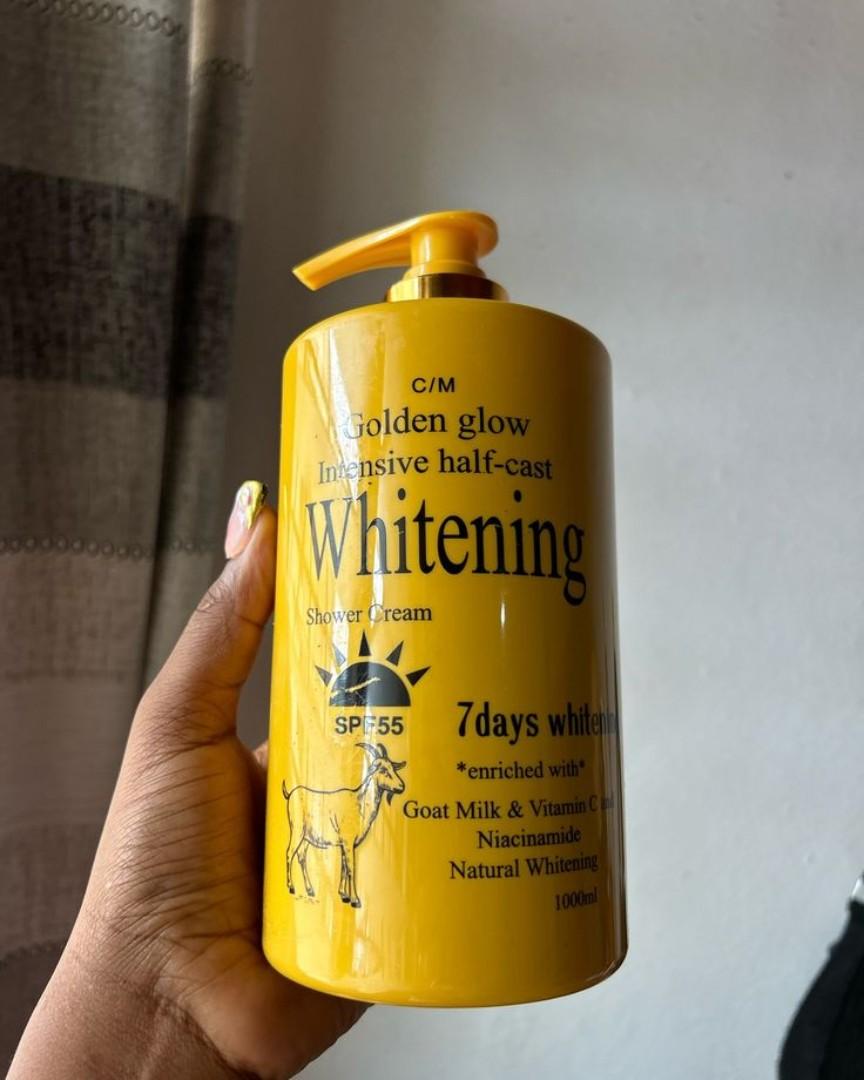 C/M
Golden glow
Intensive half-cast
Whitening
Shower Cream
SPF55
7days
*enriched with*
Goat Milk & Vitamin C and
Niacinamide
Natural Whitening
1000ml